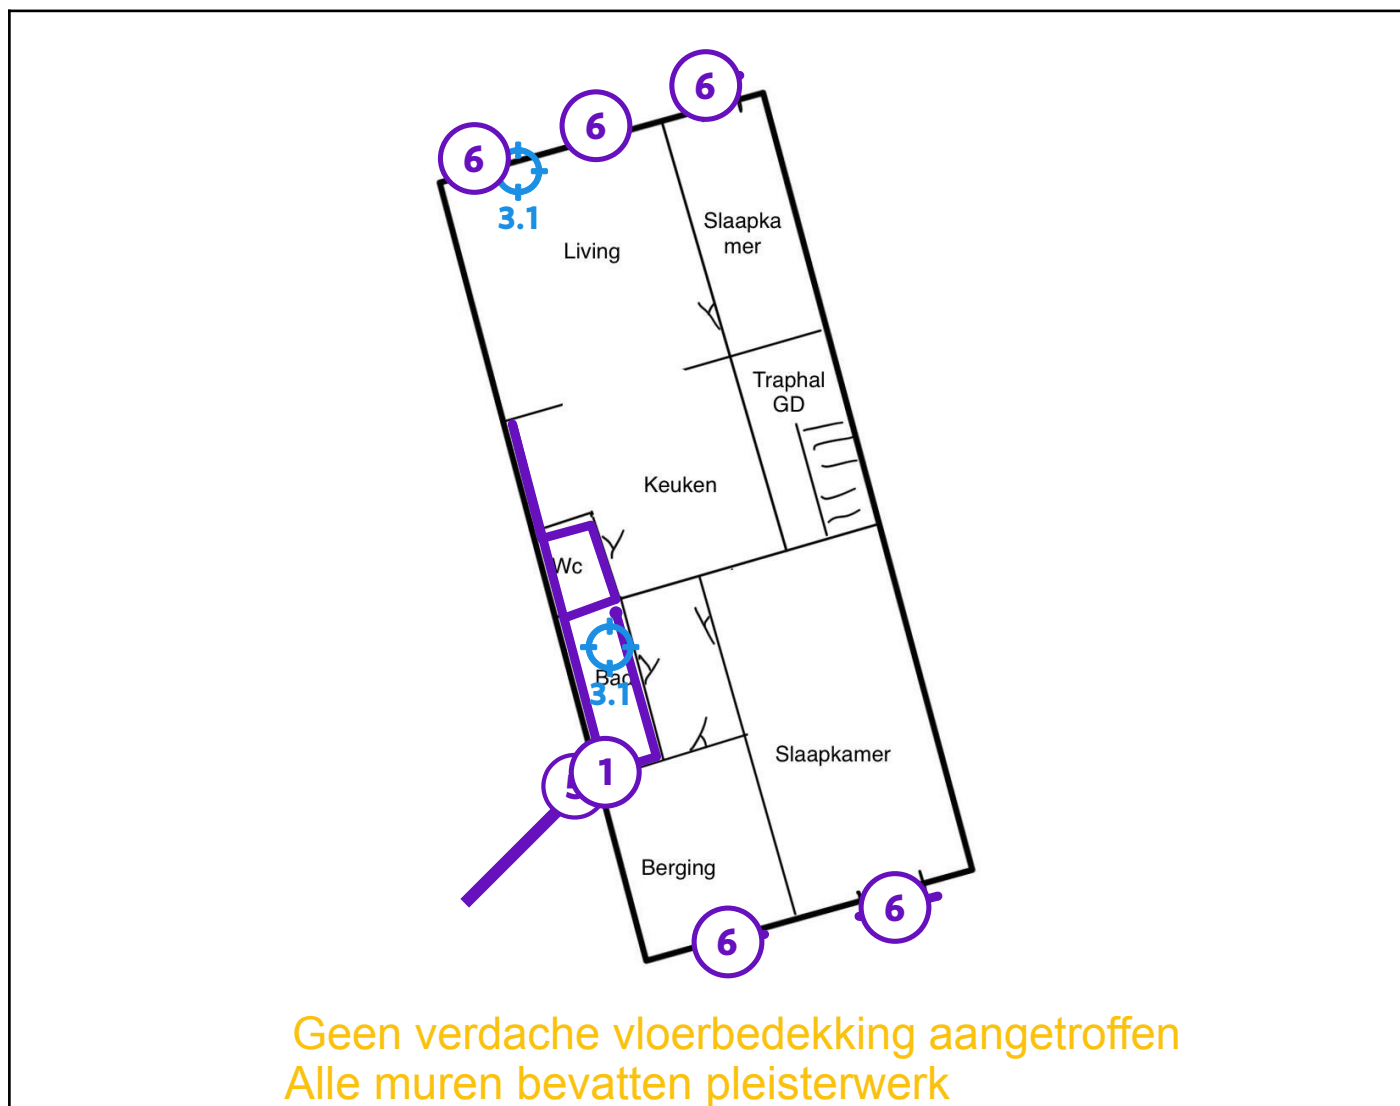 6
6
6
3.1
Slaapka
mer
Living
Traphal
GD
Keuken
Wc
Bad
3.1
Slaapkamer
5
1
Berging
6
6
Geen verdache vloerbedekking aangetroffen
Alle muren bevatten pleisterwerk